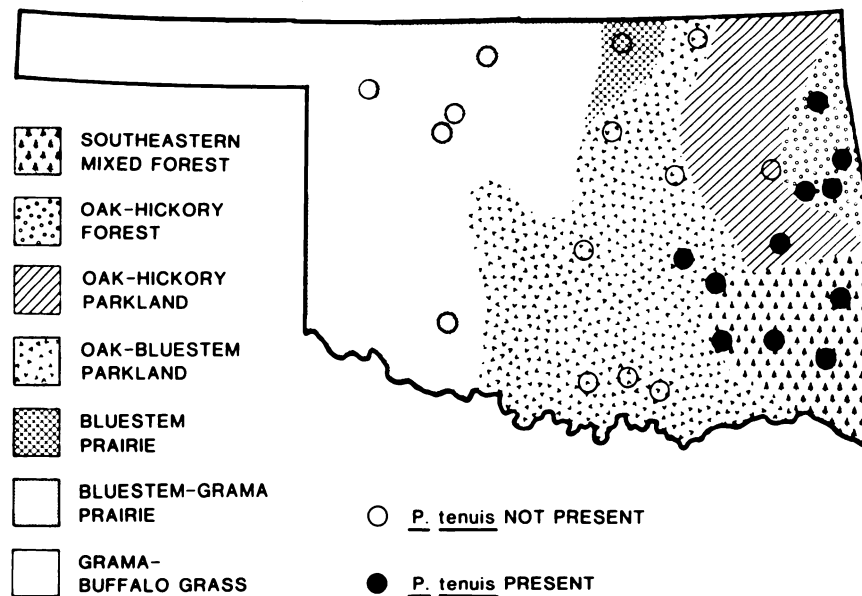 SOUTHEASTERN
MIXED FOREST
OAK-HICKORY
FOREST
OAK-HICKORY
PARKLAND
OAK-BLUESTEM
PARKLAND
BLUESTEM
PRAIRIE
BLUESTEM-GRAMA
PRAIRIE
GRAMA-
BUFFALO GRASS
P. tenuis NOT PRESENT
P. tenuis PRESENT